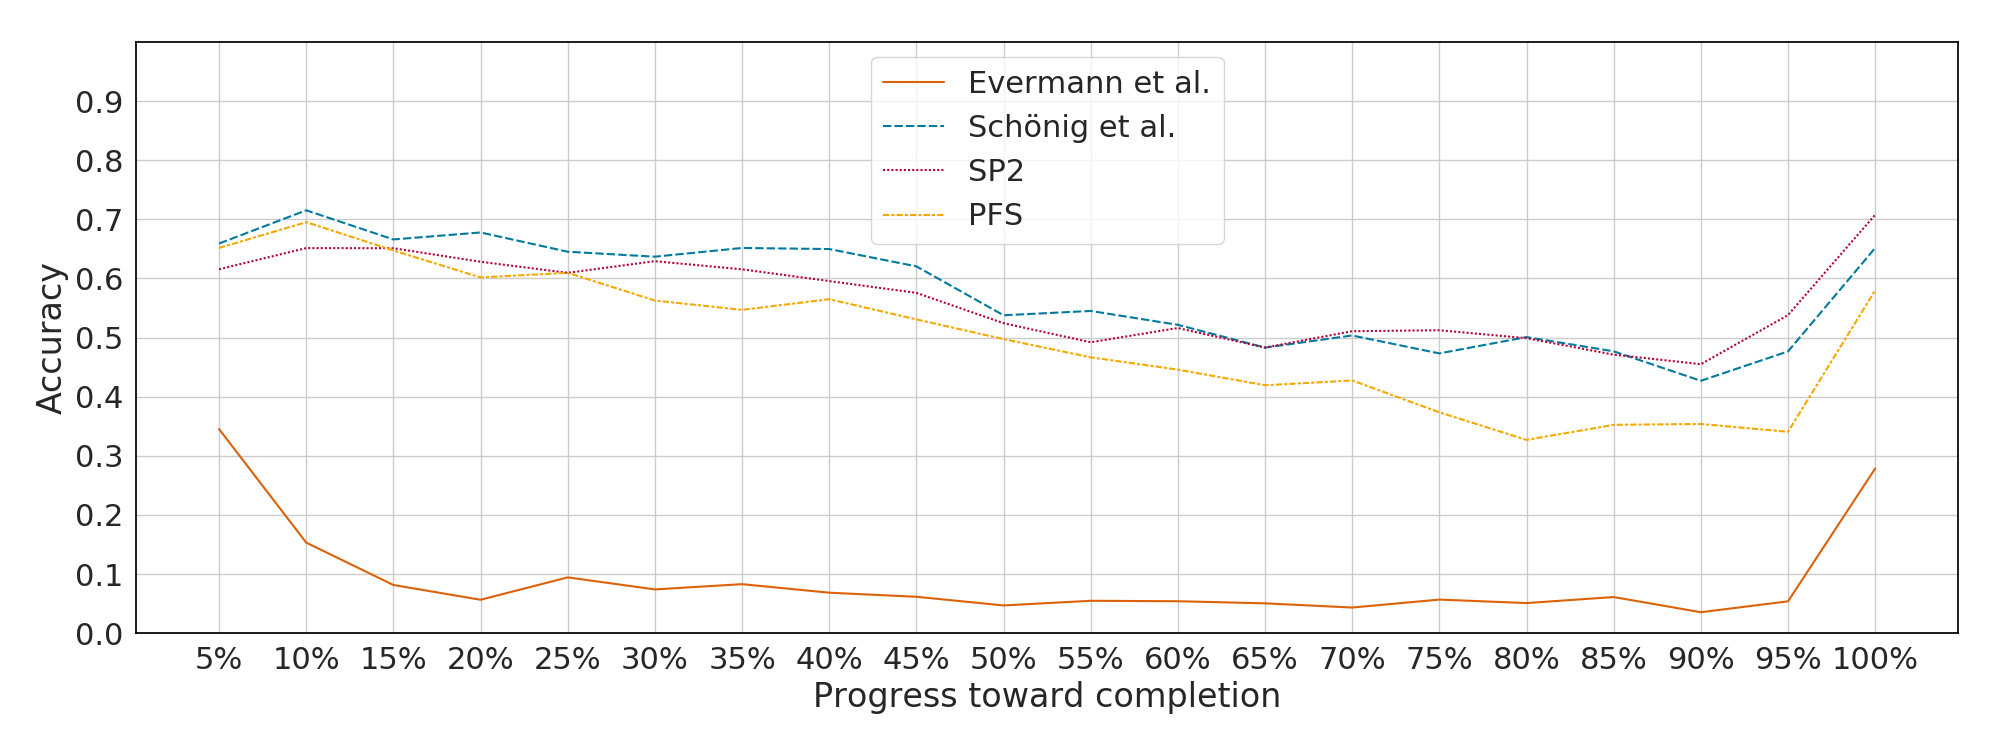 Evermann et al.
Schönig et al.
SP2
PFS
Accuracy
0.9
0.8
0.7
0.6
0.5
0.4
0.3
0.2
0.1
0.0
5% 10% 15% 20% 25% 30% 35% 40% 45% 50% 55% 60% 65% 70% 75% 80% 85% 90% 95% 100%
Progress toward completion